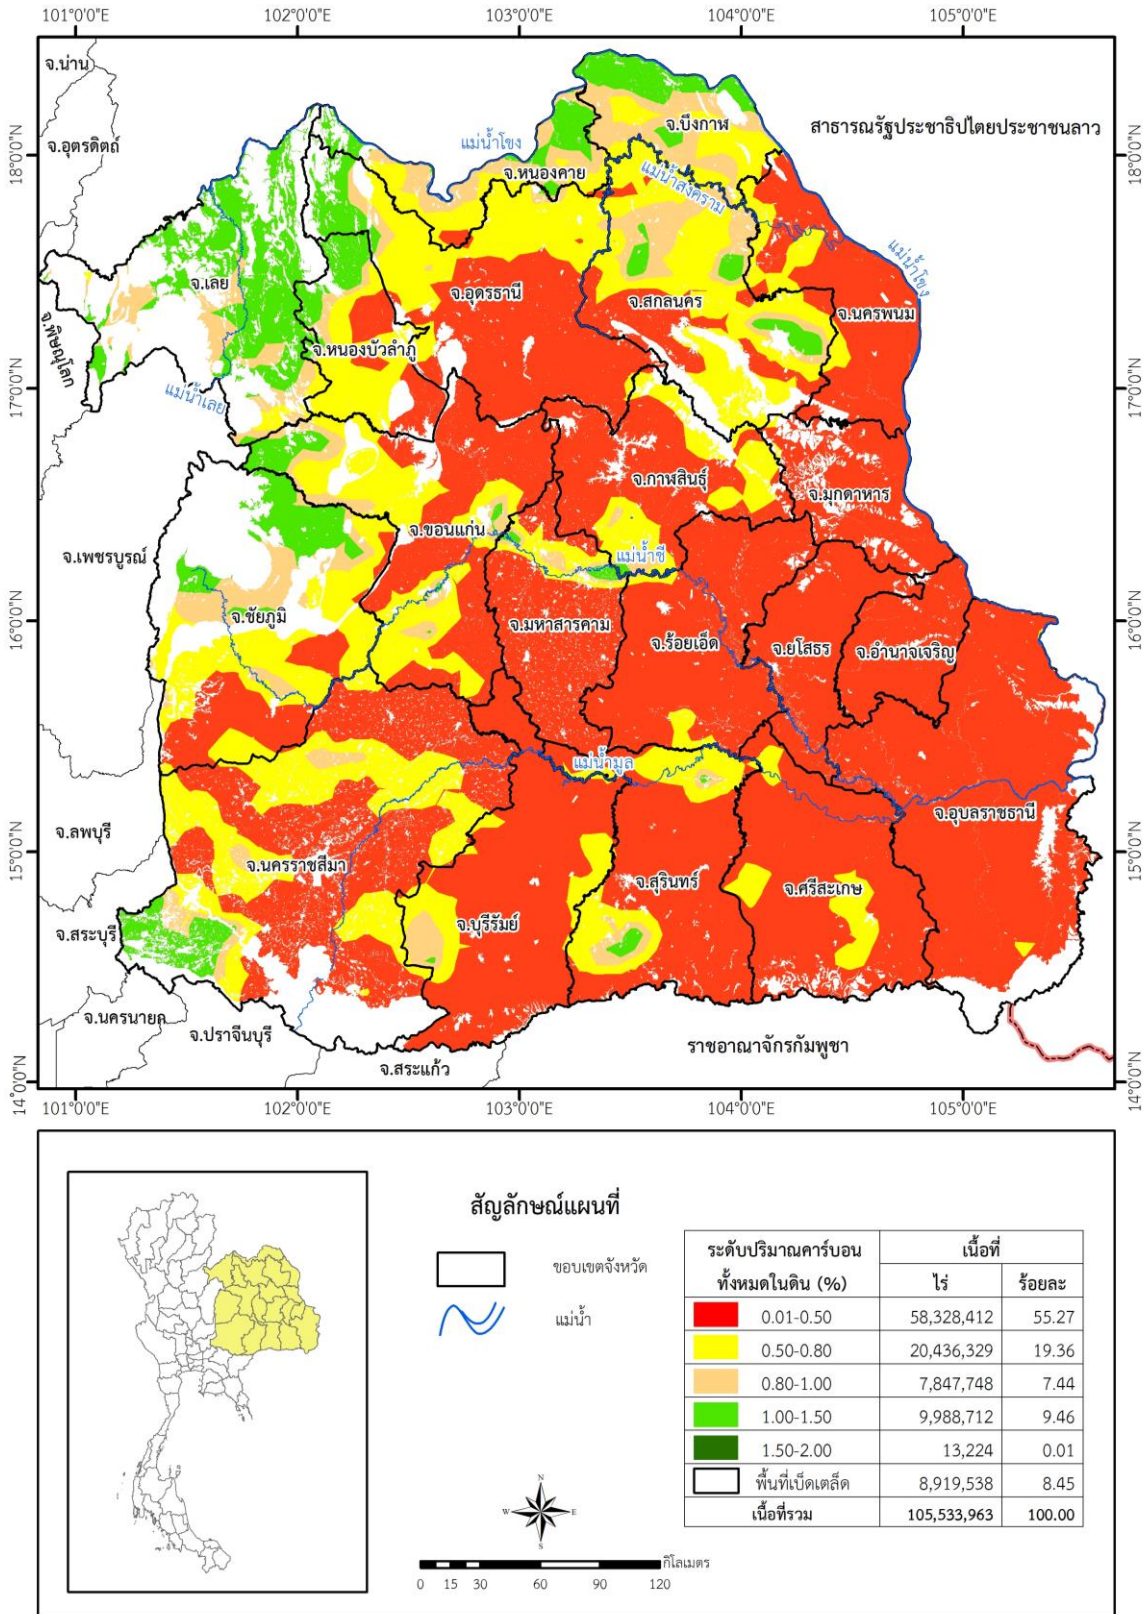 101°0'0"E 102°0'0"E 103°0'0"E 104°0'0"E 105°0'0"E
จ.น่าน
จ.อุตรดิตถ์
สาธารณรัฐประชาธิปไตยประชาชนลาว
จ.บึงกาฬ
แม่น้ำโขง
18°0'0"N
18°0'0"N
จ.หนองคาย
แม่น้ำสงคราม
แม่น้ำโขง
จ.เลย
จ.อุดรธานี
จ.สกลนคร
จ.นครพนม
จ.พิษณุโลก
จ.หนองบัวลำภู
แม่น้ำเลย
17°0'0"N
17°0'0"N
จ.กาฬสินธุ์
จ.มุกดาหาร
จ.ขอนแก่น
จ.เพชรบูรณ์
แม่น้ำชี
จ.ชัยภูมิ
จ.มหาสารคาม
จ.ร้อยเอ็ด
จ.ยโสธร
จ.อำนาจเจริญ
16°0'0"N
16°0'0"N
แม่น้ำมูล
จ.ลพบุรี
จ.อุบลราชธานี
15°0'0"N
15°0'0"N
จ.นครราชสีมา
จ.สุรินทร์
จ.ศรีสะเกษ
จ.บุรีรัมย์
จ.สระบุรี
จ.นครนายก
จ.ปราจีนบุรี
ราชอาณาจักรกัมพูชา
จ.สระแก้ว
14°0'0"N
14°0'0"N
101°0'0"E 102°0'0"E 103°0'0"E 104°0'0"E 105°0'0"E
สัญลักษณ์แผนที่
ขอบเขตจังหวัด
แม่น้ำ
ระดับปริมาณคาร์บอน เนื้อที่
ทั้งหมดในดิน (%) ไร่ ร้อยละ
0.01-0.50 58,328,412 55.27
0.50-0.80 20,436,329 19.36
0.80-1.00 7,847,748 7.44
1.00-1.50 9,988,712 9.46
1.50-2.00 13,224 0.01
พื้นที่เบ็ดเตล็ด 8,919,538 8.45
เนื้อที่รวม 105,533,963 100.00
N
W E
S
กิโลเมตร
0 15 30 60 90 120